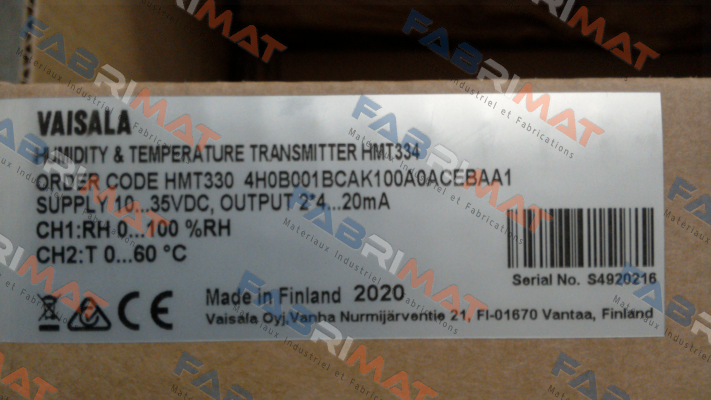 VAISALA
HUMIDITY & TEMPERATURE TRANSMITTER HMT334
ORDER CODE HMT330 4H0B001BCAK100A0ACEBAA1
SUPPLY 10...35VDC, OUTPUT 2*4...20mA
CH1:RH 0...100 %RH
CH2:T 0...60 °C
Serial No. S4920216
Made in Finland 2020
Vaisala Oyj,Vanha Nurmijärventie 21, FI-01670 Vantaa, Finland
FABRIMAT
Materiaux Industriel et Fabrications